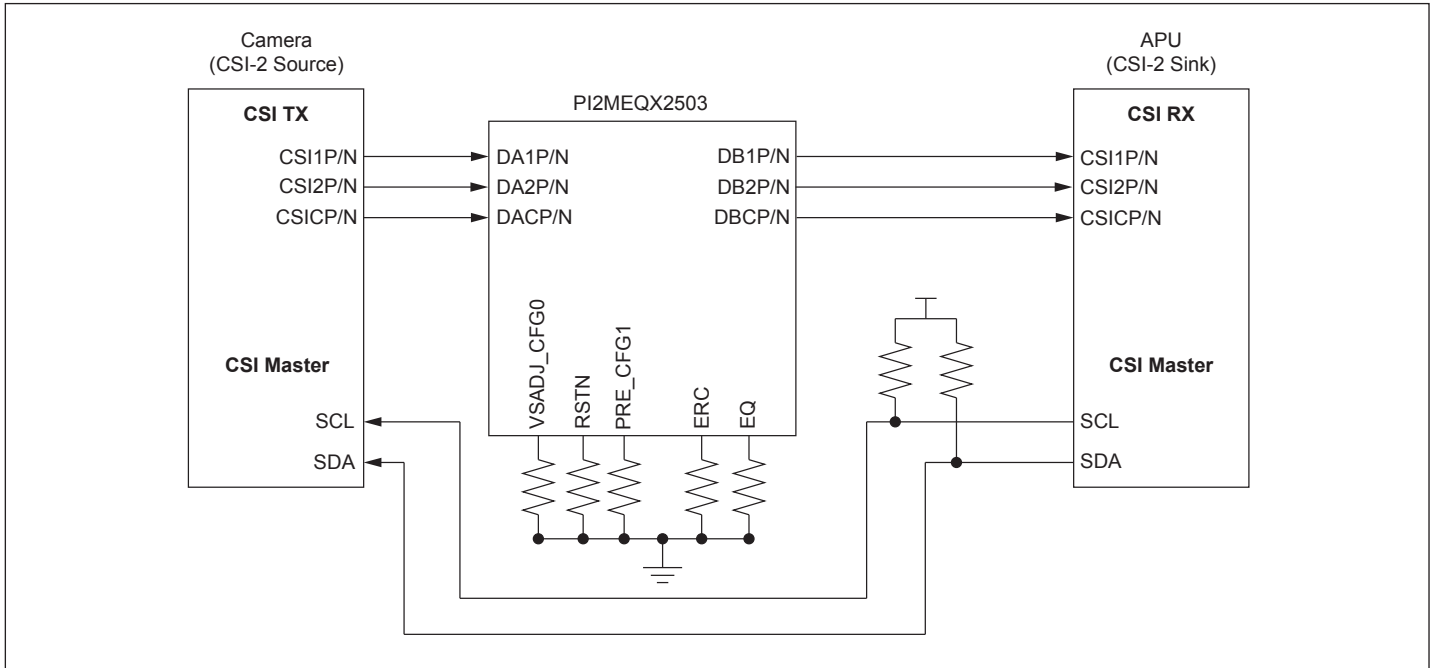 Camera
(CSI-2 Source)
CSI TX
CSI1P/N
CSI2P/N
CSICP/N
CSI Master
SCL
SDA
PI2MEQX2503
DA1P/N
DA2P/N
DACP/N
DB1P/N
DB2P/N
DBCP/N
VSADJ_CFG0
RSTN
PRE_CFG1
ERC
EQ
APU
(CSI-2 Sink)
CSI RX
CSI1P/N
CSI2P/N
CSICP/N
CSI Master
SCL
SDA